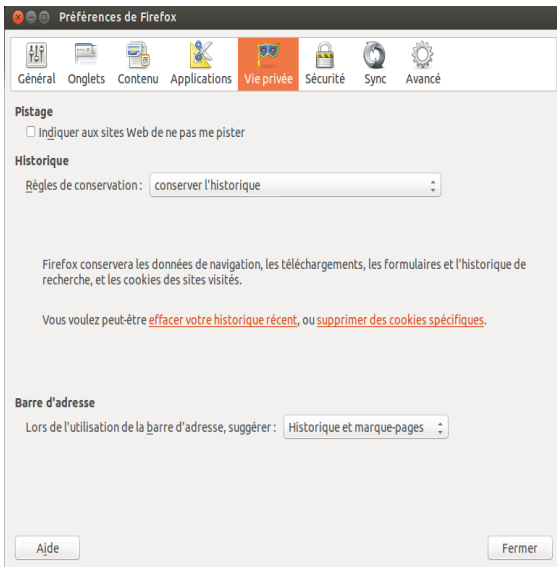 Préférences de Firefox
Général Onglets Contenu Applications Vie privée Sécurité Sync Avancé
Pistage
Indiquer aux sites Web de ne pas me pister
Historique
Règles de conservation : conserver l'historique
Firefox conservera les données de navigation, les téléchargements, les formulaires et l'historique de
recherche, et les cookies des sites visités.
Vous voulez peut-être effacer votre historique récent, ou supprimer des cookies spécifiques.
Barre d'adresse
Lors de l'utilisation de la barre d'adresse, suggérer : Historique et marque-pages
Aide Fermer